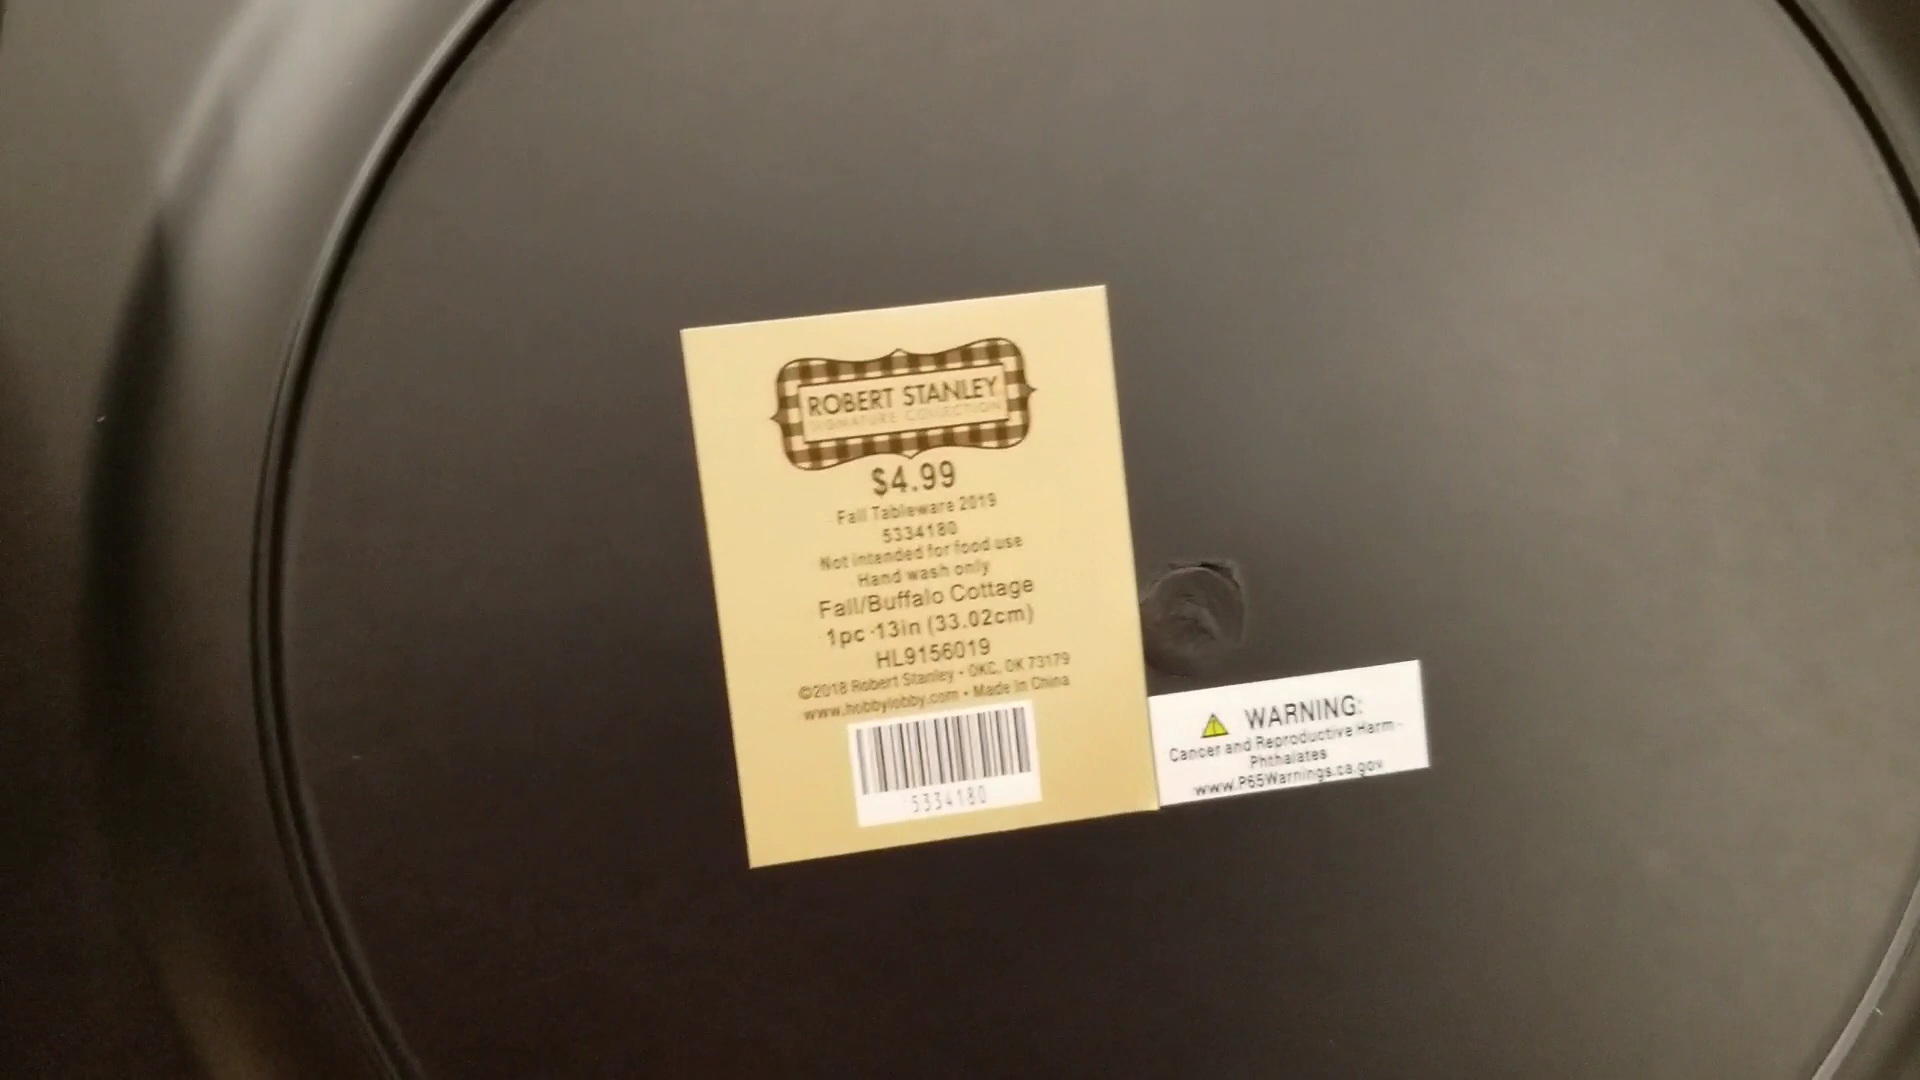 ROBERT STANLEY
SIGNATURE COLLECTION
$4.99
Fall Tableware 2019
5334180
Not intended for food use
Hand wash only
Fall/Buffalo Cottage
1pc-13in (33.02cm)
HL9156019
©2018 Robert Stanley • OKC, OK 73179
www.hobbylobby.com • Made in China
5334180
WARNING:
Cancer and Reproductive Harm -
Phthalates
www.P65Warnings.ca.gov